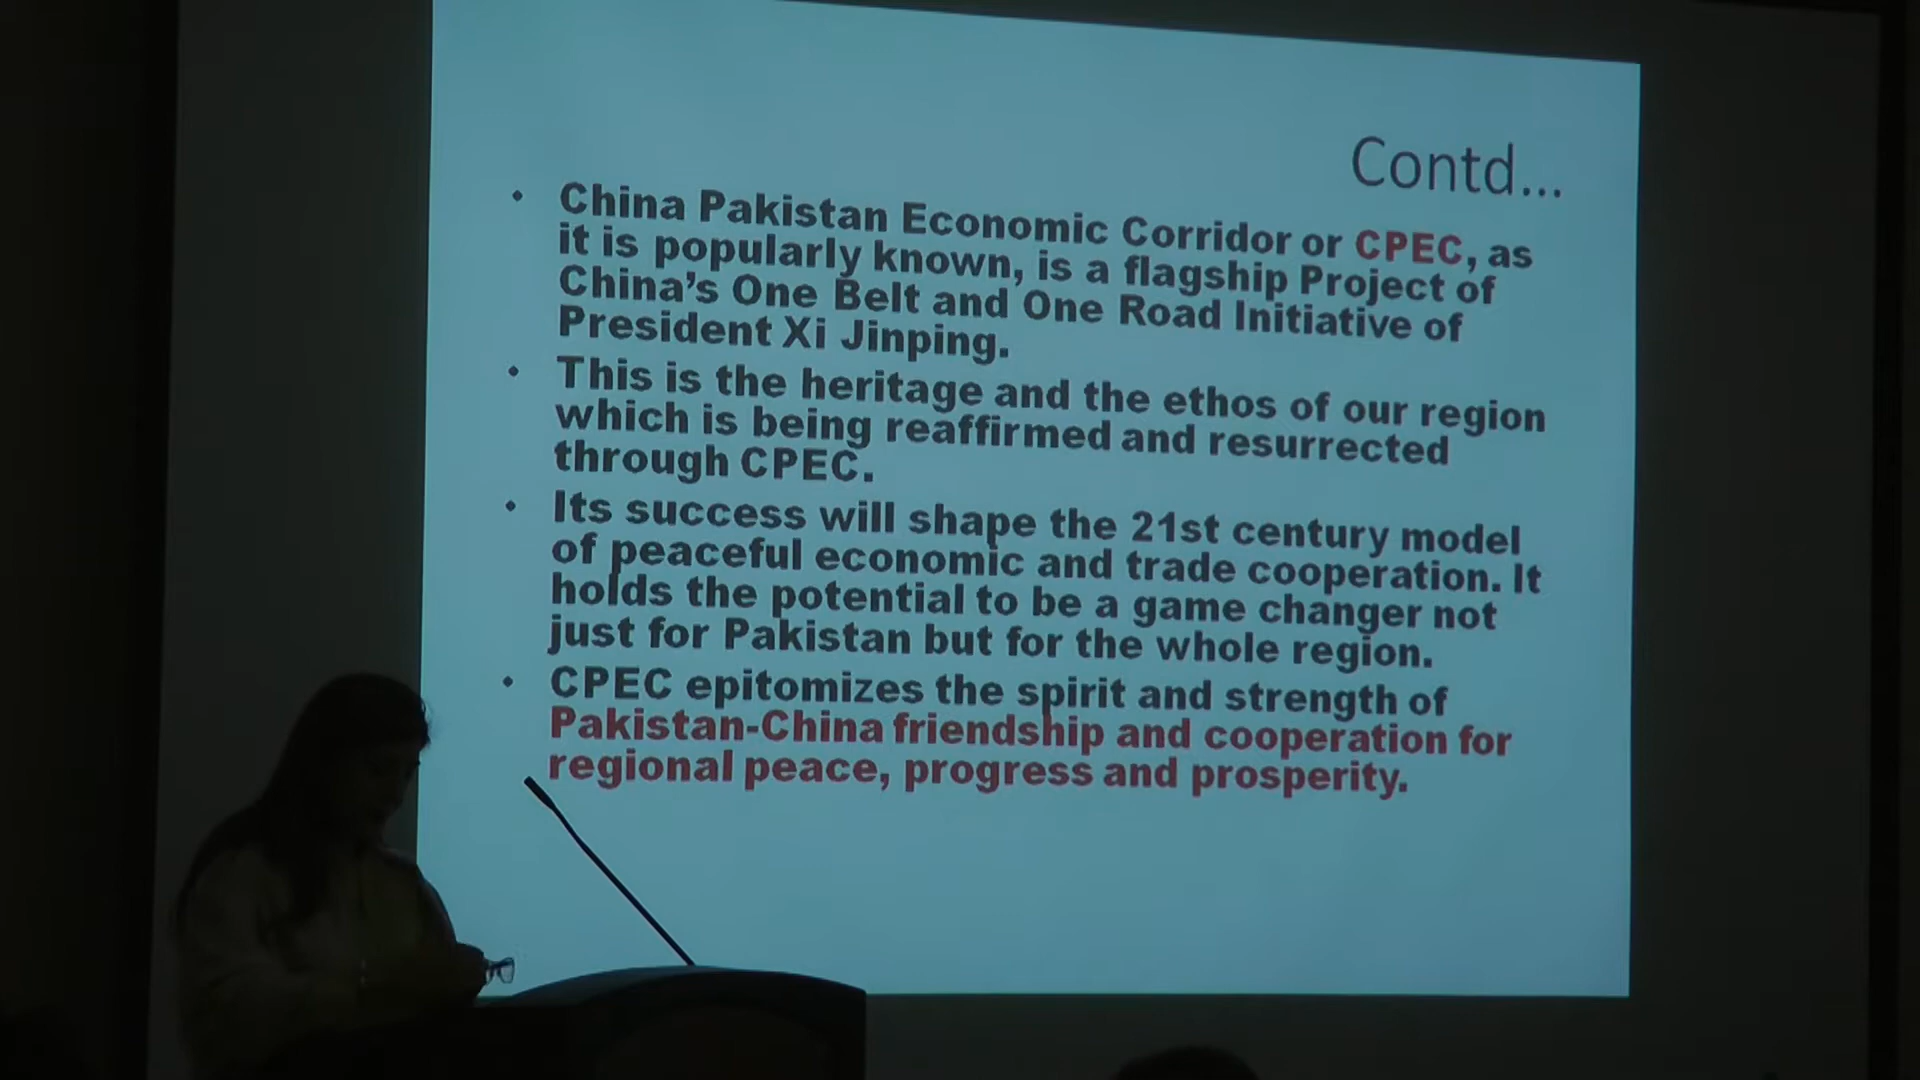 Contd...
• China Pakistan Economic Corridor or CPEC, as
it is popularly known, is a flagship Project of
China's One Belt and One Road Initiative of
President Xi Jinping.
• This is the heritage and the ethos of our region
which is being reaffirmed and resurrected
through CPEC.
• Its success will shape the 21st century model
of peaceful economic and trade cooperation. It
holds the potential to be a game changer not
just for Pakistan but for the whole region.
• CPEC epitomizes the spirit and strength of
Pakistan-China friendship and cooperation for
regional peace, progress and prosperity.